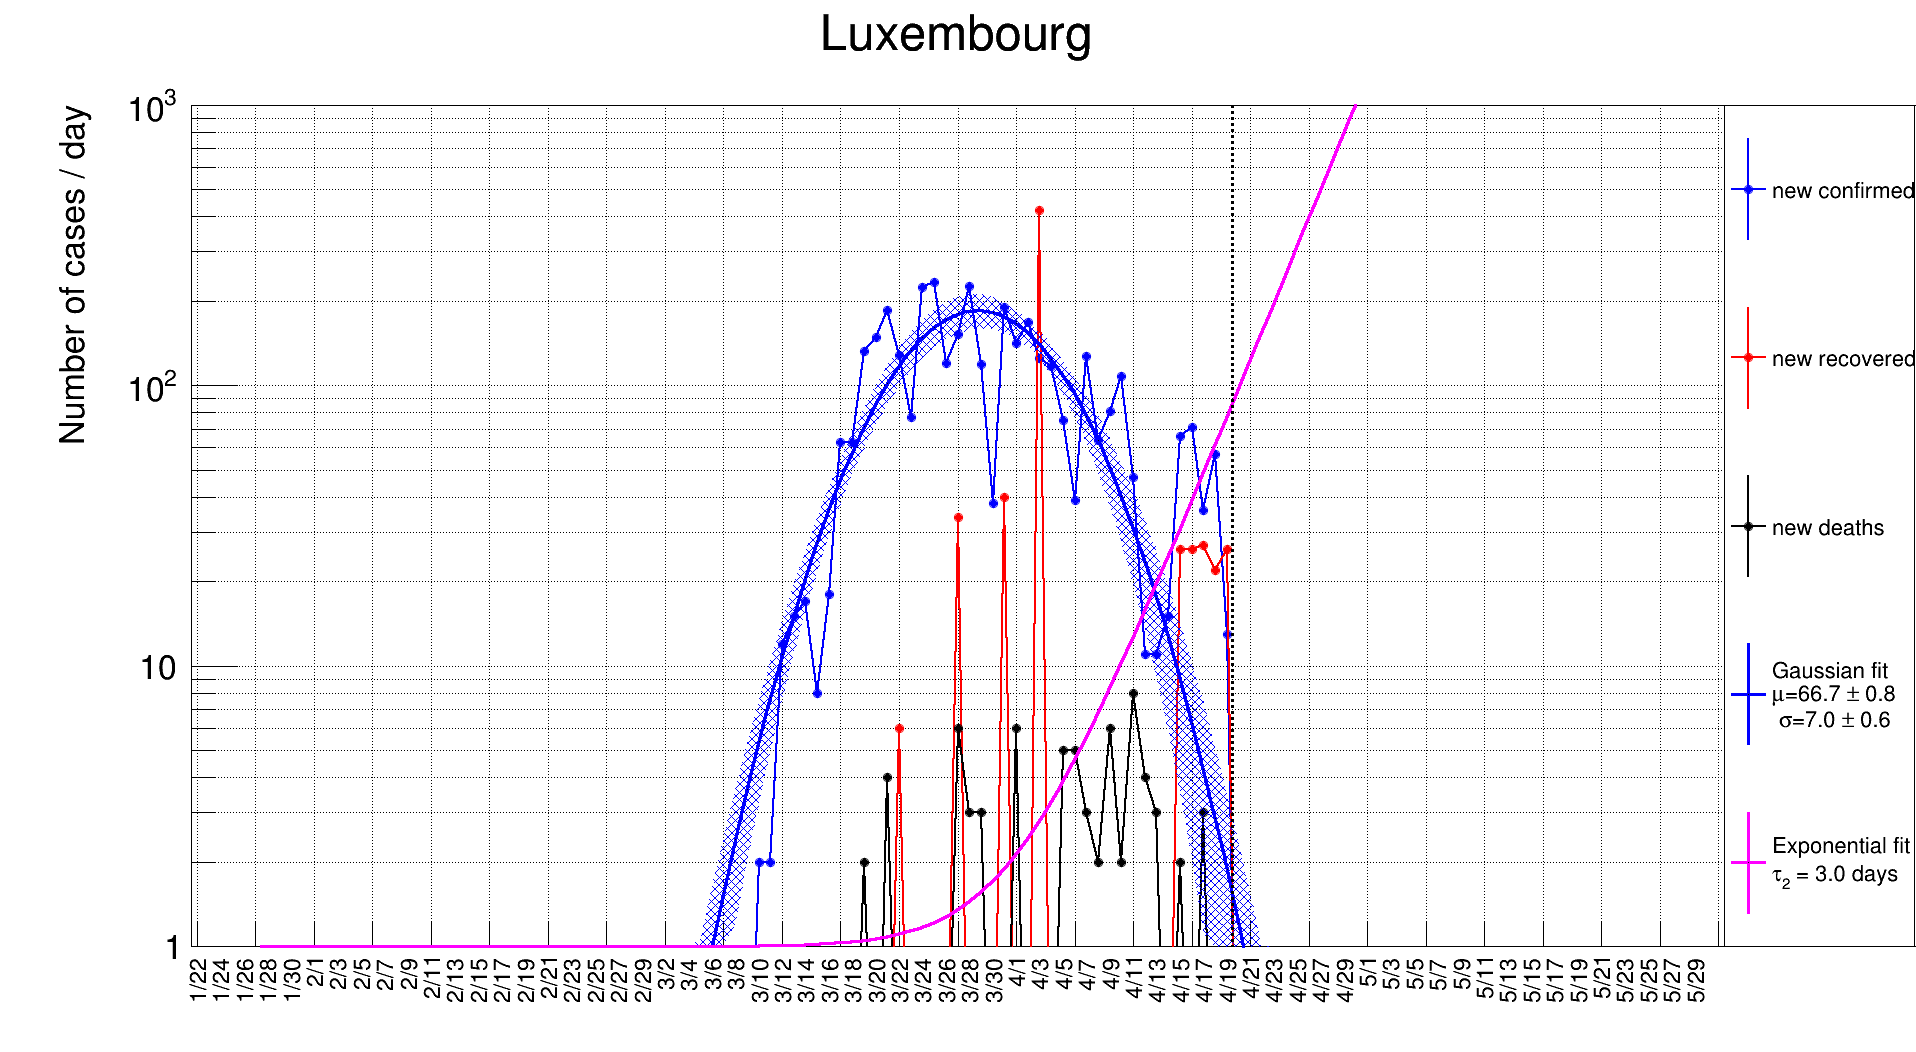 Luxembourg
Number of cases / day
10³
10²
10
1
1/22 1/24 1/26 1/28 1/30 2/1 2/3 2/5 2/7 2/9 2/11 2/13 2/15 2/17 2/19 2/21 2/23 2/25 2/27 2/29 3/2 3/4 3/6 3/8 3/10 3/12 3/14 3/16 3/18 3/20 3/22 3/24 3/26 3/28 3/30 4/1 4/3 4/5 4/7 4/9 4/11 4/13 4/15 4/17 4/19 4/21 4/23 4/25 4/27 4/29 5/1 5/3 5/5 5/7 5/9 5/11 5/13 5/15 5/17 5/19 5/21 5/23 5/25 5/27 5/29
new confirmed
new recovered
new deaths
Gaussian fit
μ=66.7 ± 0.8
σ=7.0 ± 0.6
Exponential fit
τ₂ = 3.0 days